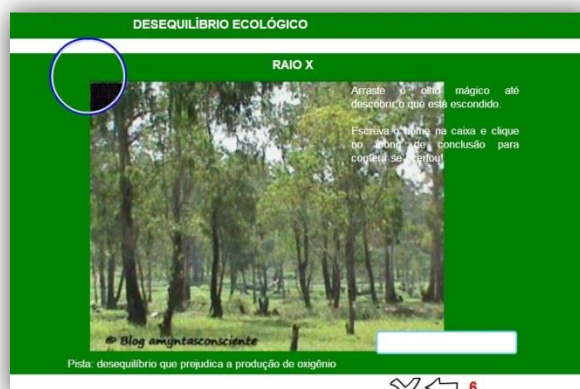 DESEQUILÍBRIO ECOLÓGICO
RAIO X
Arraste o olho mágico até
descobrir o que está escondido.
Escreva o nome na caixa e clique
no ícone de conclusão para
conferir se acertou!
© Blog amyntasconsciente
Pista: desequilíbrio que prejudica a produção de oxigênio
6